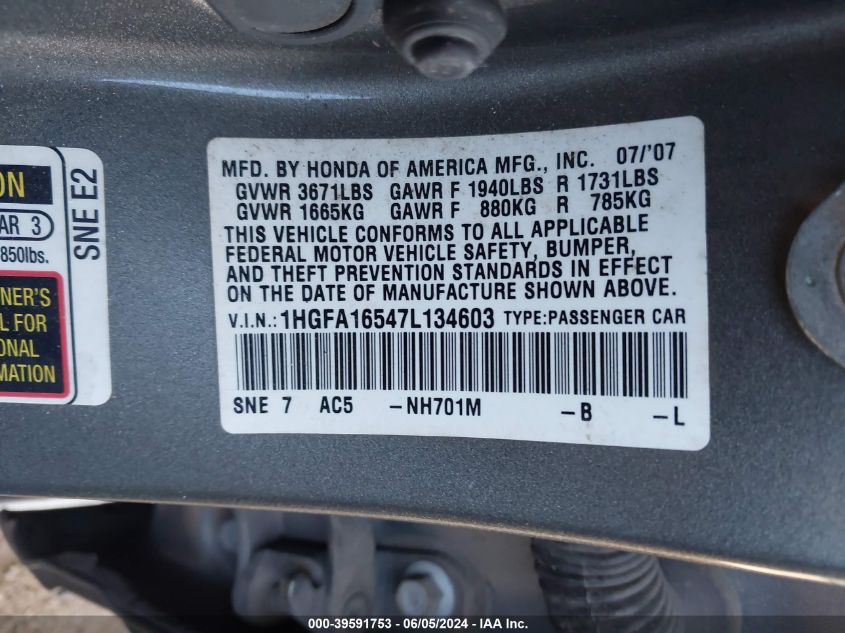 MFD. BY HONDA OF AMERICA MFG., INC. 07/'07
GVWR 3671LBS GAWR F 1940LBS R 1731LBS
GVWR 1665KG GAWR F 880KG R 785KG
THIS VEHICLE CONFORMS TO ALL APPLICABLE
FEDERAL MOTOR VEHICLE SAFETY, BUMPER,
AND THEFT PREVENTION STANDARDS IN EFFECT
ON THE DATE OF MANUFACTURE SHOWN ABOVE.
V.I.N.: 1HGFA16547L134603 TYPE:PASSENGER CAR
SNE 7 AC5 -NH701M -B -L
ON
AR 3
850lbs.
NER'S
L FOR
ONAL
MATION
SNE E2
000-39591753 - 06/05/2024 - IAAI.COM.